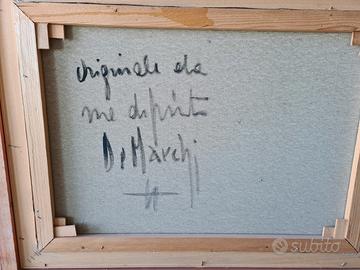 originale da
me dipinto
De Marchi
subito